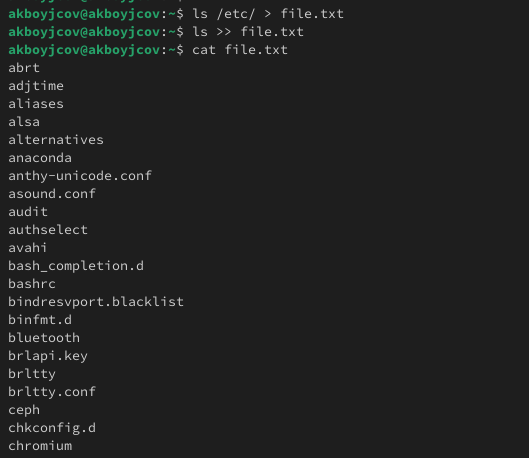 akboyjcov@akboyjcov:~$ ls /etc/ > file.txt
akboyjcov@akboyjcov:~$ ls >> file.txt
akboyjcov@akboyjcov:~$ cat file.txt
abrt
adjtime
aliases
alsa
alternatives
anaconda
anthy-unicode.conf
asound.conf
audit
authselect
avahi
bash_completion.d
bashrc
bindresvport.blacklist
binfmt.d
bluetooth
brlapi.key
brltty
brltty.conf
ceph
chkconfig.d
chromium